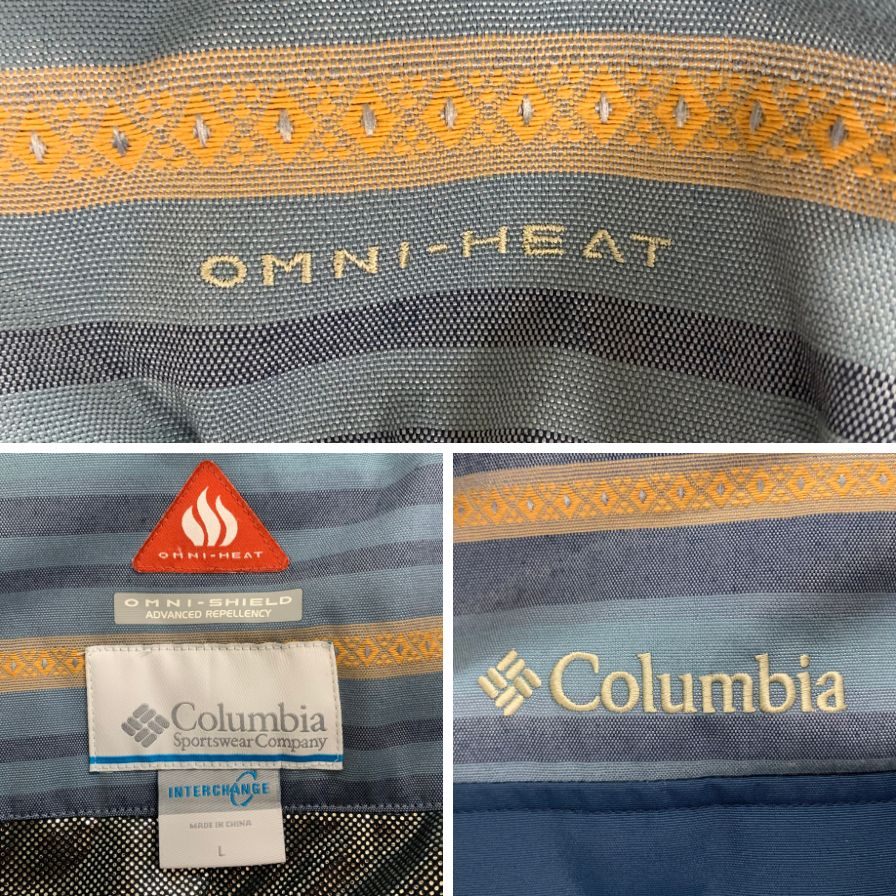 OMNI-HEAT
OMNI-HEAT
OMNI-SHIELD
ADVANCED REPELLENCY
Columbia
Sportswear Company
INTERCHANGE
MADE IN CHINA
L
Columbia